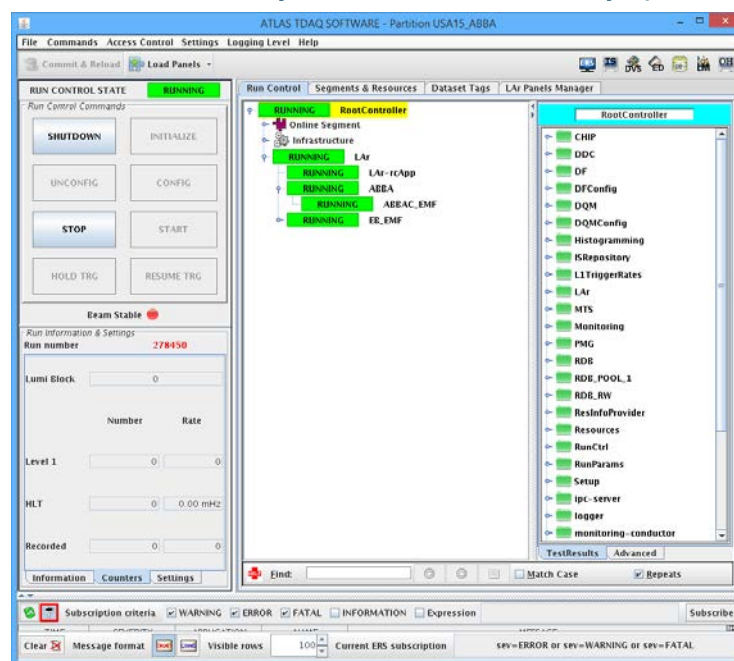 ATLAS TDAQ SOFTWARE - Partition USA15_ABBA
File Commands Access Control Settings Logging Level Help
Commit & Reload Load Panels
RUN CONTROL STATE RUNNING
Run Control Commands
SHUTDOWN INITIALIZE
UNCONFIG CONFIG
STOP START
HOLD TRG RESUME TRG
Beam Stable
Run Information & Settings
Run number 278450
Lumi Block 0
Number Rate
Level 1 0 0
HLT 0 0.00 mHz
Recorded 0 0
Information Counters Settings
Run Control Segments & Resources Dataset Tags LAr Panels Manager
RUNNING RootController
Online Segment
Infrastructure
RUNNING LAr
RUNNING LAr-rcApp
RUNNING ABBA
RUNNING ABBAC_EMF
RUNNING EB_EMF
RootController
CHIP
DDC
DF
DFConfig
DQM
DQMConfig
Histogramming
ISRepository
L1TriggerRates
LAr
MTS
Monitoring
PMG
RDB
RDB_POOL_1
RDB_RW
ResInfoProvider
Resources
RunCtrl
RunParams
Setup
ipc-server
logger
monitoring-conductor
TestResults Advanced
Find: Match Case Repeats
Subscription criteria WARNING ERROR FATAL INFORMATION Expression Subscribe
Clear Message format Visible rows 100 Current ERS subscription sev=ERROR or sev=WARNING or sev=FATAL